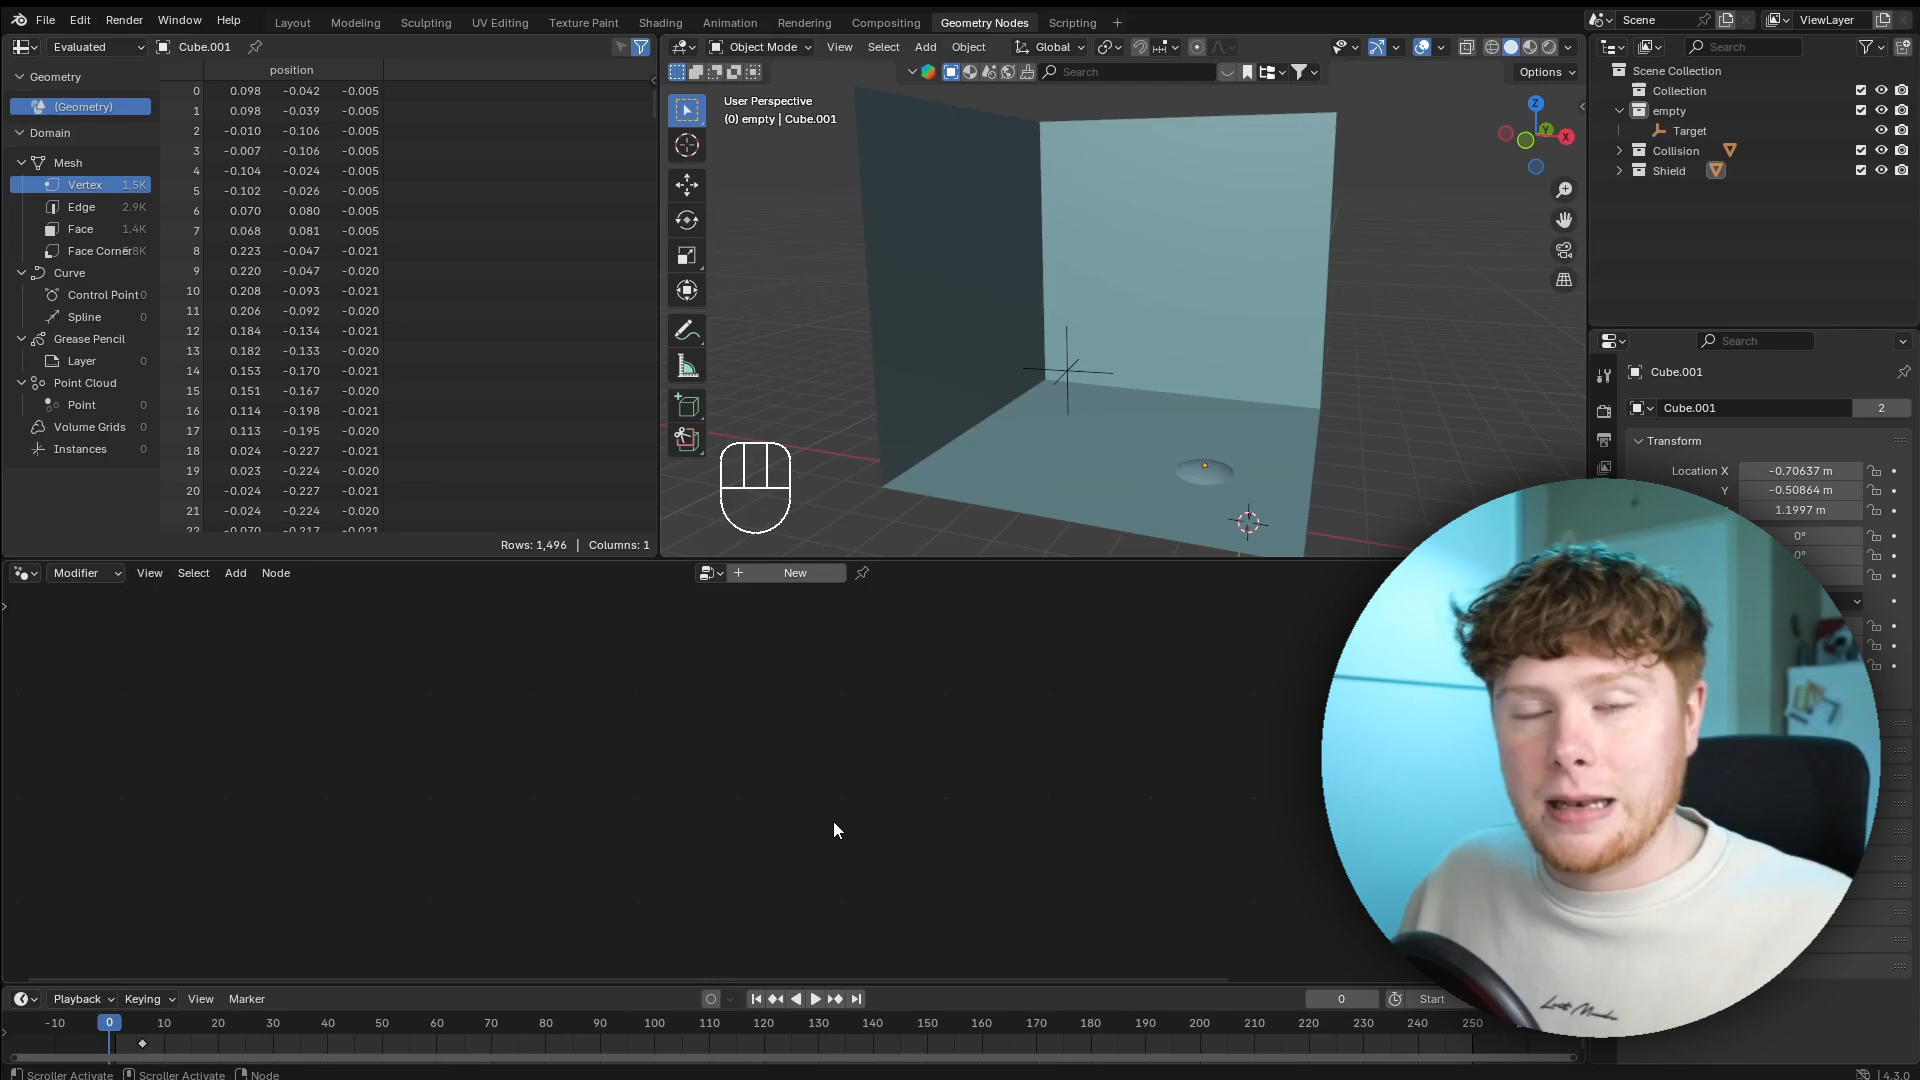 File Edit Render Window Help
Layout Modeling Sculpting UV Editing Texture Paint Shading Animation Rendering Compositing Geometry Nodes Scripting +
Scene
ViewLayer
Evaluated
Cube.001
Geometry
(Geometry)
Domain
Mesh
Vertex 1.5K
Edge 2.9K
Face 1.4K
Face Corner 8K
Curve
Control Point 0
Spline 0
Grease Pencil
Layer 0
Point Cloud
Point 0
Volume Grids 0
Instances 0
position
0 0.098 -0.042 -0.005
1 0.098 -0.039 -0.005
2 -0.010 -0.106 -0.005
3 -0.007 -0.106 -0.005
4 -0.104 -0.024 -0.005
5 -0.102 -0.026 -0.005
6 0.070 0.080 -0.005
7 0.068 0.081 -0.005
8 0.223 -0.047 -0.021
9 0.220 -0.047 -0.020
10 0.208 -0.093 -0.021
11 0.206 -0.092 -0.020
12 0.184 -0.134 -0.021
13 0.182 -0.133 -0.020
14 0.153 -0.170 -0.021
15 0.151 -0.167 -0.020
16 0.114 -0.198 -0.021
17 0.113 -0.195 -0.020
18 0.024 -0.227 -0.021
19 0.023 -0.224 -0.020
20 -0.024 -0.227 -0.021
21 -0.024 -0.224 -0.020
22 -0.070 -0.217 -0.021
Rows: 1,496 | Columns: 1
Object Mode View Select Add Object Global
Search
Options
User Perspective
(0) empty | Cube.001
Z
Y
X
Search
Scene Collection
Collection
empty
Target
Collision
Shield
Search
Cube.001
Cube.001 2
Transform
Location X -0.70637 m
Y -0.50864 m
1.1997 m
0°
0°
Modifier View Select Add Node
New
Playback Keying View Marker
0
Start
-10 0 10 20 30 40 50 60 70 80 90 100 110 120 130 140 150 160 170 180 190 200 210 220 230 240 250
Scroller Activate Scroller Activate Node
4.3.0